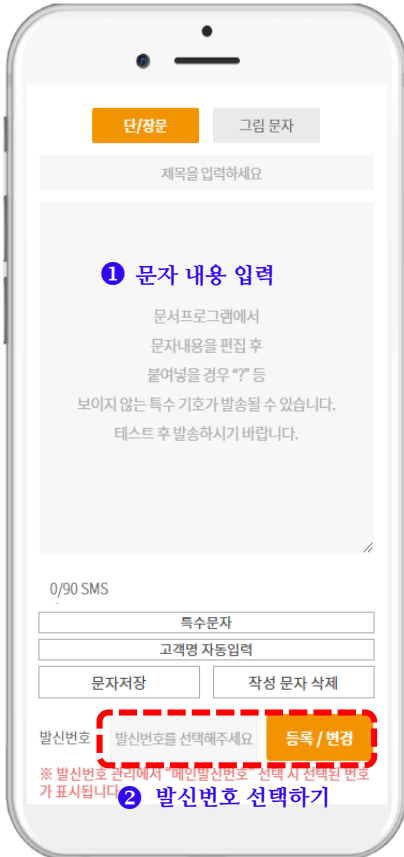 단/장문
그림 문자
제목을 입력하세요
❶ 문자 내용 입력
문서프로그램에서
문자내용을 편집 후
붙여넣을 경우 “?” 등
보이지 않는 특수 기호가 발송될 수 있습니다.
테스트 후 발송하시기 바랍니다.
0/90 SMS
특수문자
고객명 자동입력
문자저장
작성 문자 삭제
발신번호
발신번호를 선택해주세요
등록 / 변경
※ 발신번호 관리에서 “메인발신번호” 선택 시 선택된 번호
가 표시됩니다
❷ 발신번호 선택하기